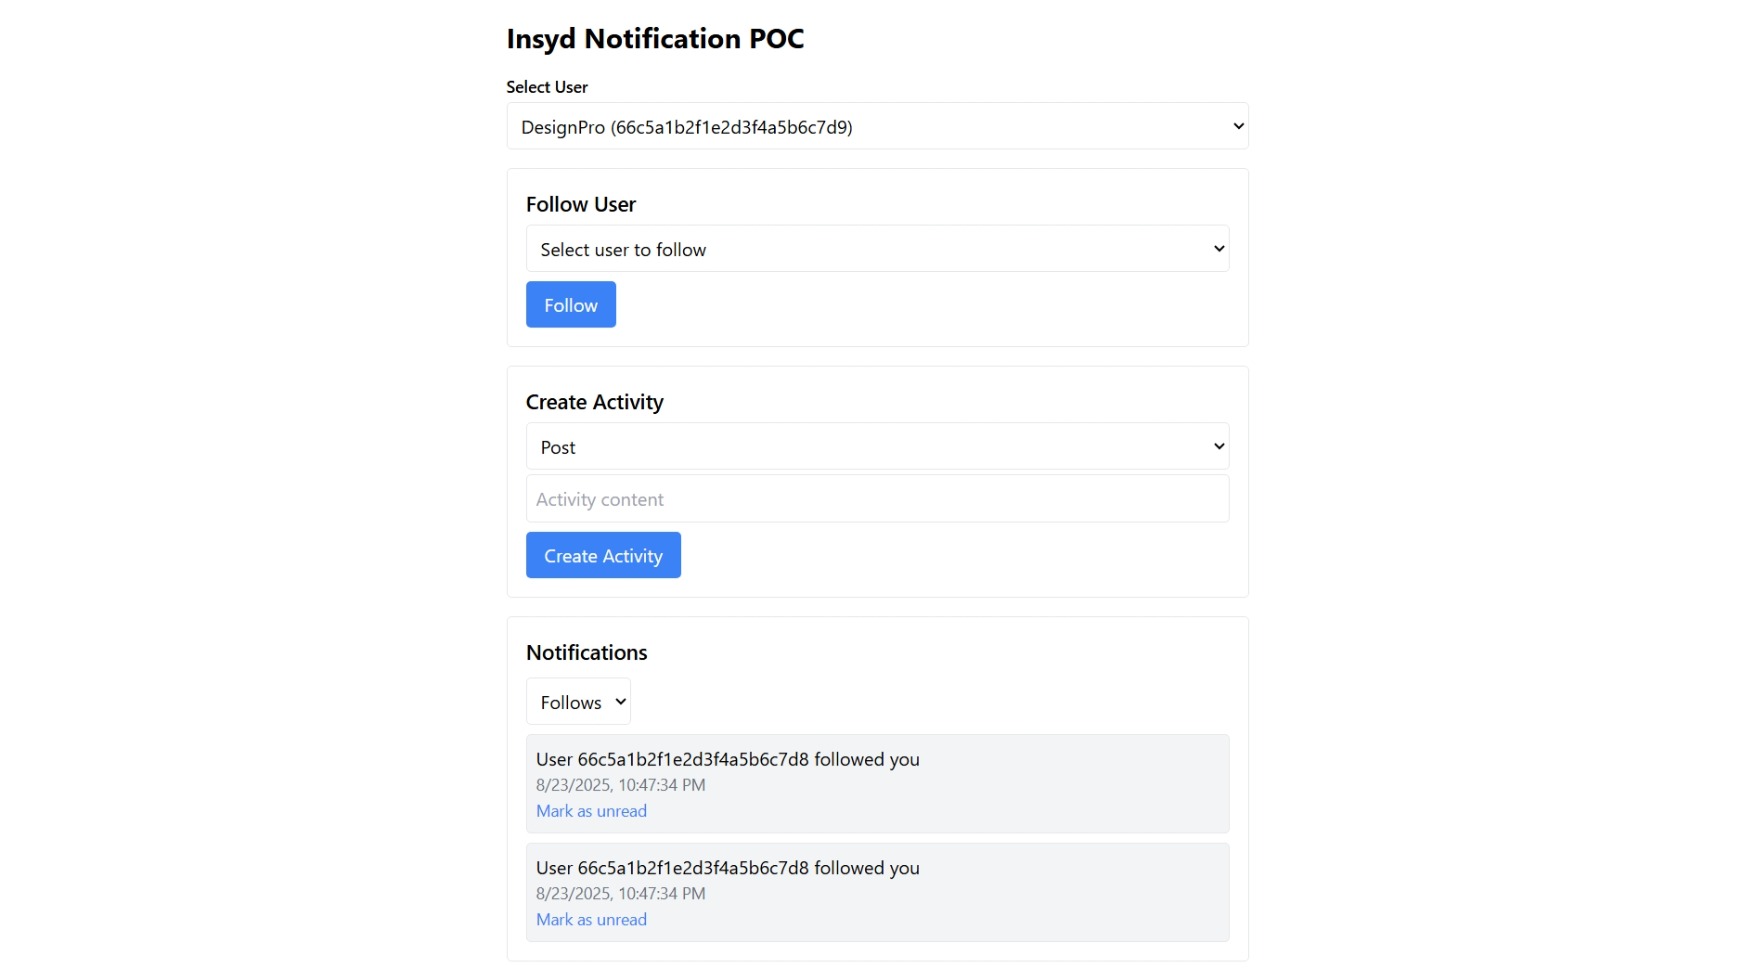 Insyd Notification POC
Select User
DesignPro (66c5a1b2f1e2d3f4a5b6c7d9)
Follow User
Select user to follow
Follow
Create Activity
Post
Activity content
Create Activity
Notifications
Follows
User 66c5a1b2f1e2d3f4a5b6c7d8 followed you
8/23/2025, 10:47:34 PM
Mark as unread
User 66c5a1b2f1e2d3f4a5b6c7d8 followed you
8/23/2025, 10:47:34 PM
Mark as unread